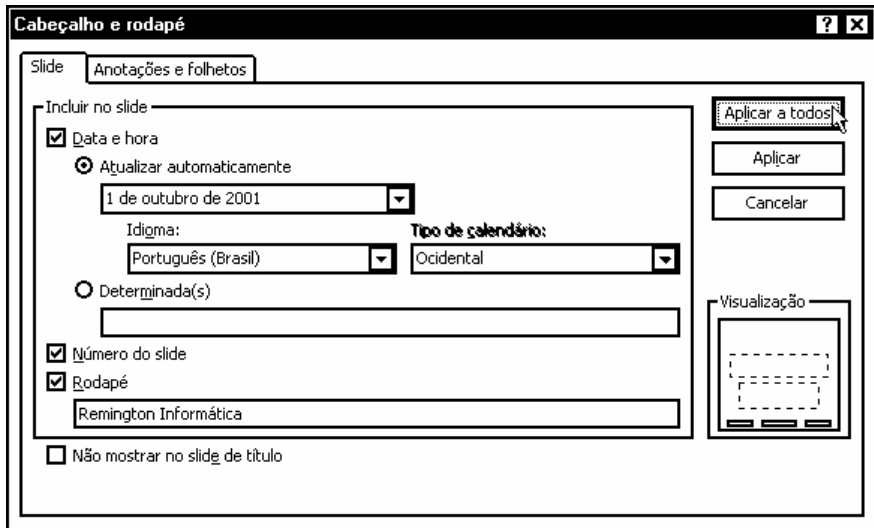 Cabeçalho e rodapé
Slide
Anotações e folhetos
Incluir no slide
Data e hora
Atualizar automaticamente
1 de outubro de 2001
Idioma:
Tipo de calendário:
Português (Brasil)
Ocidental
Determinada(s)
Número do slide
Rodapé
Remington Informática
Não mostrar no slide de título
Aplicar a todos
Aplicar
Cancelar
Visualização